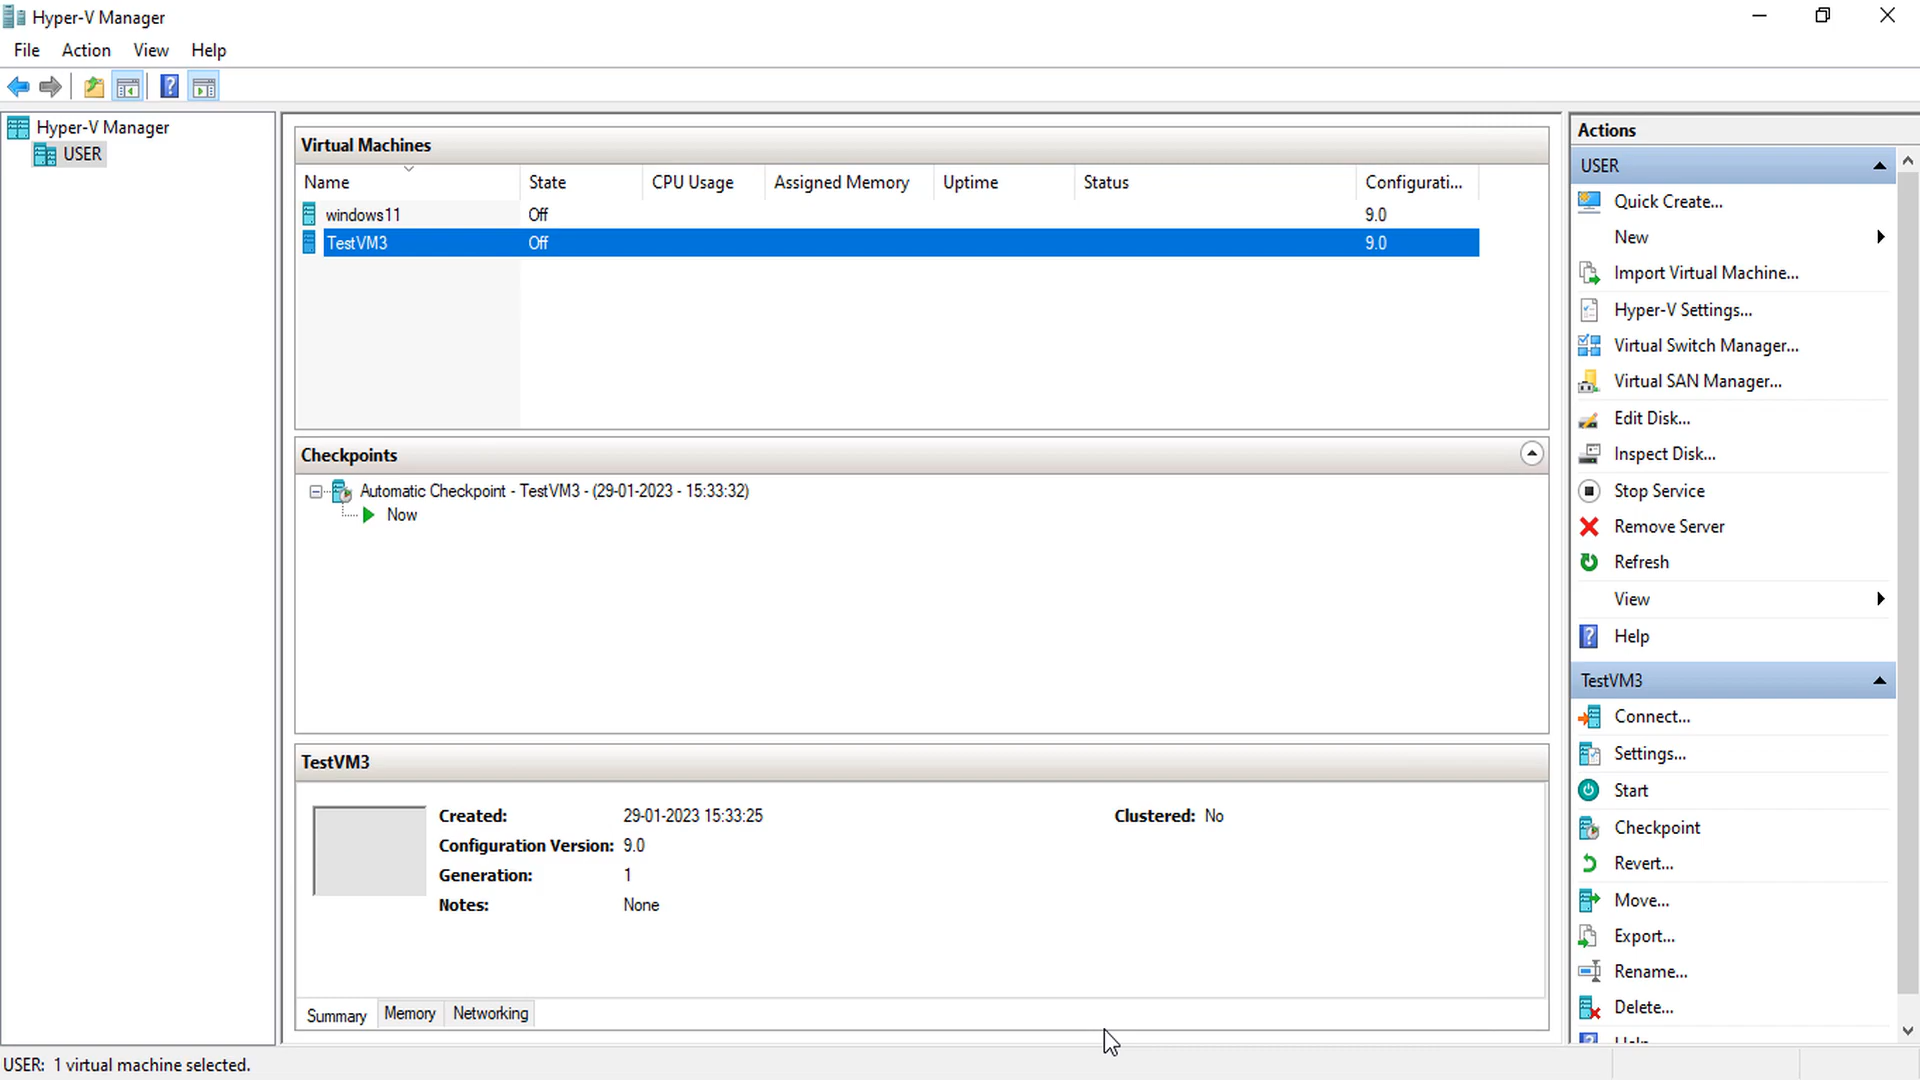 Hyper-V Manager
File Action View Help
Hyper-V Manager
USER
Virtual Machines
Name State CPU Usage Assigned Memory Uptime Status Configurati...
windows11 Off 9.0
TestVM3 Off 9.0
Checkpoints
Automatic Checkpoint - TestVM3 - (29-01-2023 - 15:33:32)
Now
TestVM3
Created: 29-01-2023 15:33:25 Clustered: No
Configuration Version: 9.0
Generation: 1
Notes: None
Summary Memory Networking
Actions
USER
Quick Create...
New
Import Virtual Machine...
Hyper-V Settings...
Virtual Switch Manager...
Virtual SAN Manager...
Edit Disk...
Inspect Disk...
Stop Service
Remove Server
Refresh
View
Help
TestVM3
Connect...
Settings...
Start
Checkpoint
Revert...
Move...
Export...
Rename...
Delete...
USER: 1 virtual machine selected.